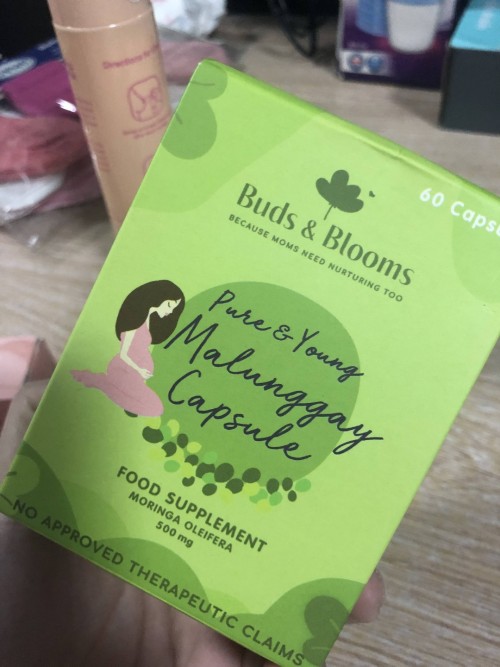 60 Capsu
Buds & Blooms
BECAUSE MOMS NEED NURTURING TOO
Pure & Young
Malunggay
Capsule
FOOD SUPPLEMENT
MORINGA OLEIFERA
500 mg
NO APPROVED THERAPEUTIC CLAIMS